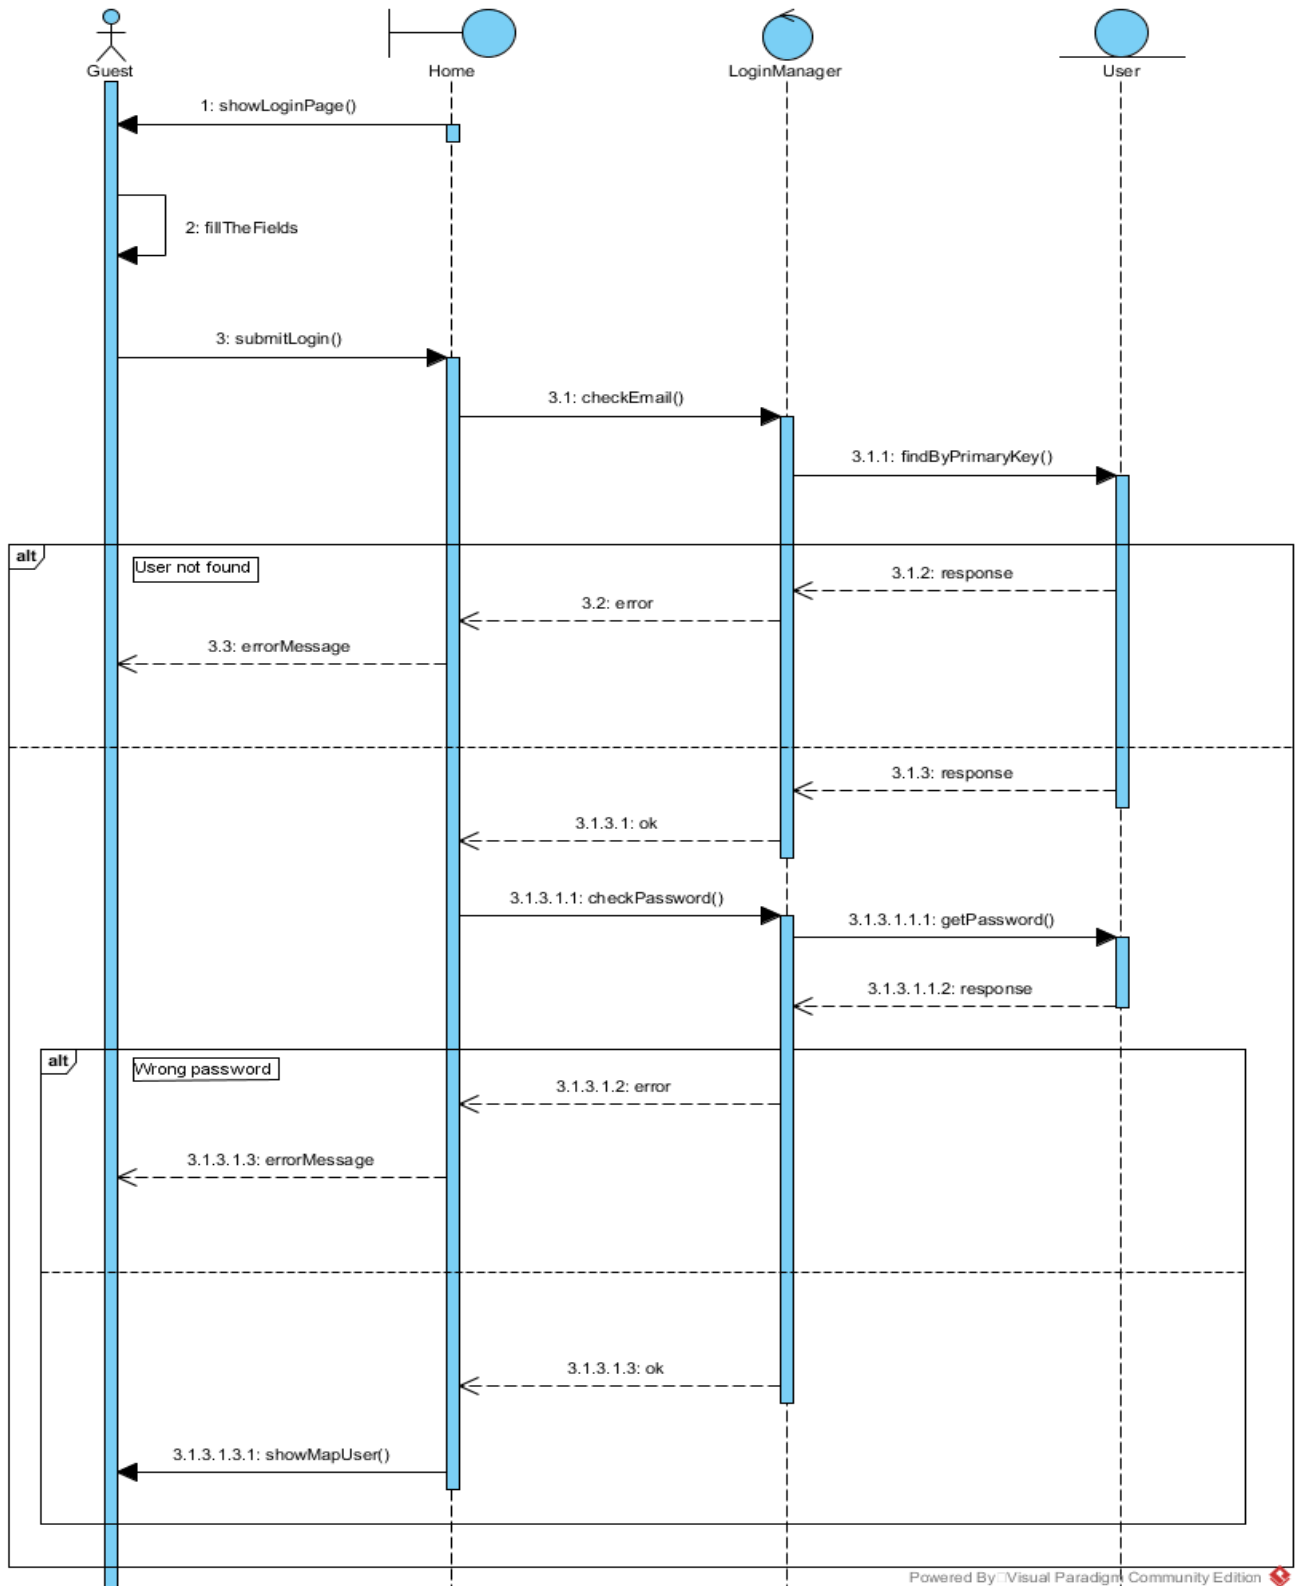 Guest
Home
LoginManager
User
1: showLoginPage()
2: fillTheFields
3: submitLogin()
3.1: checkEmail()
3.1.1: findByPrimaryKey()
alt
User not found
3.1.2: response
3.2: error
3.3: errorMessage
3.1.3: response
3.1.3.1: ok
3.1.3.1.1: checkPassword()
3.1.3.1.1.1: getPassword()
3.1.3.1.1.2: response
alt
Wrong password
3.1.3.1.2: error
3.1.3.1.3: errorMessage
3.1.3.1.3: ok
3.1.3.1.3.1: showMapUser()
Powered By Visual Paradigm Community Edition